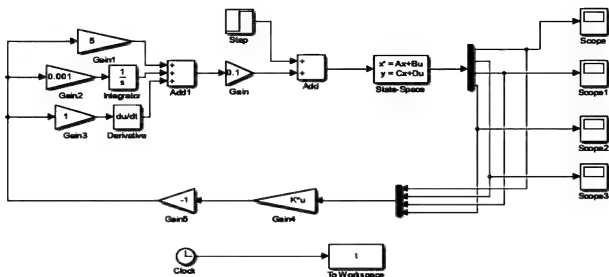 5
Gain1
0.001
Gain2
1
s
Integrator
1
Gain3
du/dt
Derivative
+
+
+
Add1
0.1
Gain
Step
+
+
Add
x' = Ax+Bu
y = Cx+Du
State-Space
Scope
Scope1
Scope2
Scope3
-1
Gain5
K*u
Gain4
Clock
t
To Workspace